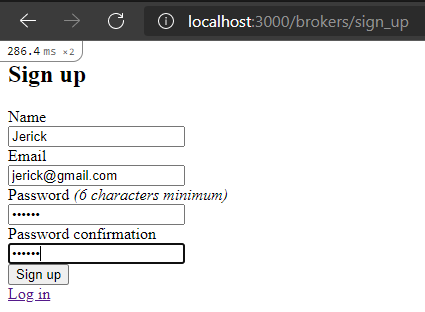 localhost:3000/brokers/sign_up
286.4 ms ×2
Sign up
Name
Jerick
Email
jerick@gmail.com
Password (6 characters minimum)
••••••
Password confirmation
••••••
Sign up
Log in